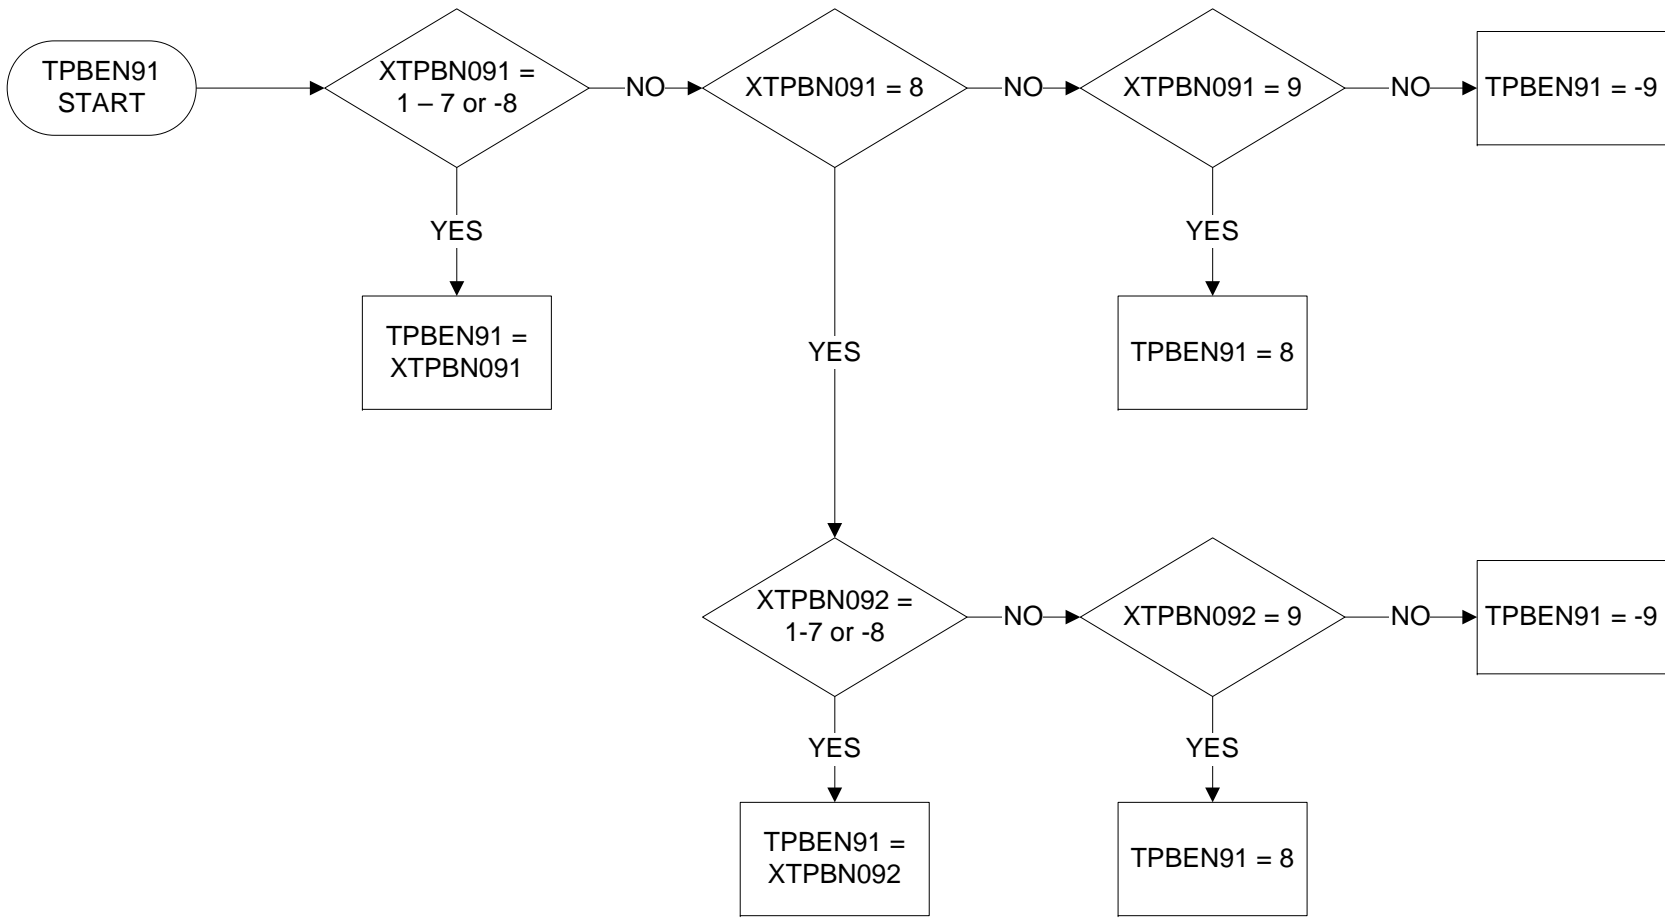 TPBEN91
START
XTPBN091 =
1 – 7 or -8
NO
XTPBN091 = 8
NO
XTPBN091 = 9
NO
TPBEN91 = -9
YES
TPBEN91 =
XTPBN091
YES
YES
TPBEN91 = 8
XTPBN092 =
1-7 or -8
NO
XTPBN092 = 9
NO
TPBEN91 = -9
YES
TPBEN91 =
XTPBN092
YES
TPBEN91 = 8